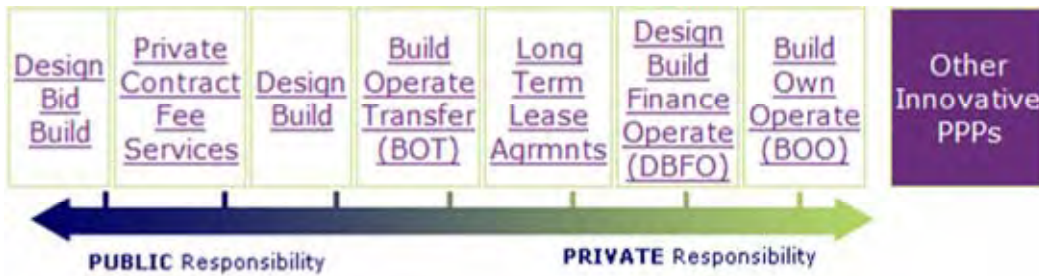 Design
Bid
Build
Private
Contract
Fee
Services
Design
Build
Build
Operate
Transfer
(BOT)
Long
Term
Lease
Agrmnts
Design
Build
Finance
Operate
(DBFO)
Build
Own
Operate
(BOO)
Other
Innovative
PPPs
PUBLIC Responsibility
PRIVATE Responsibility